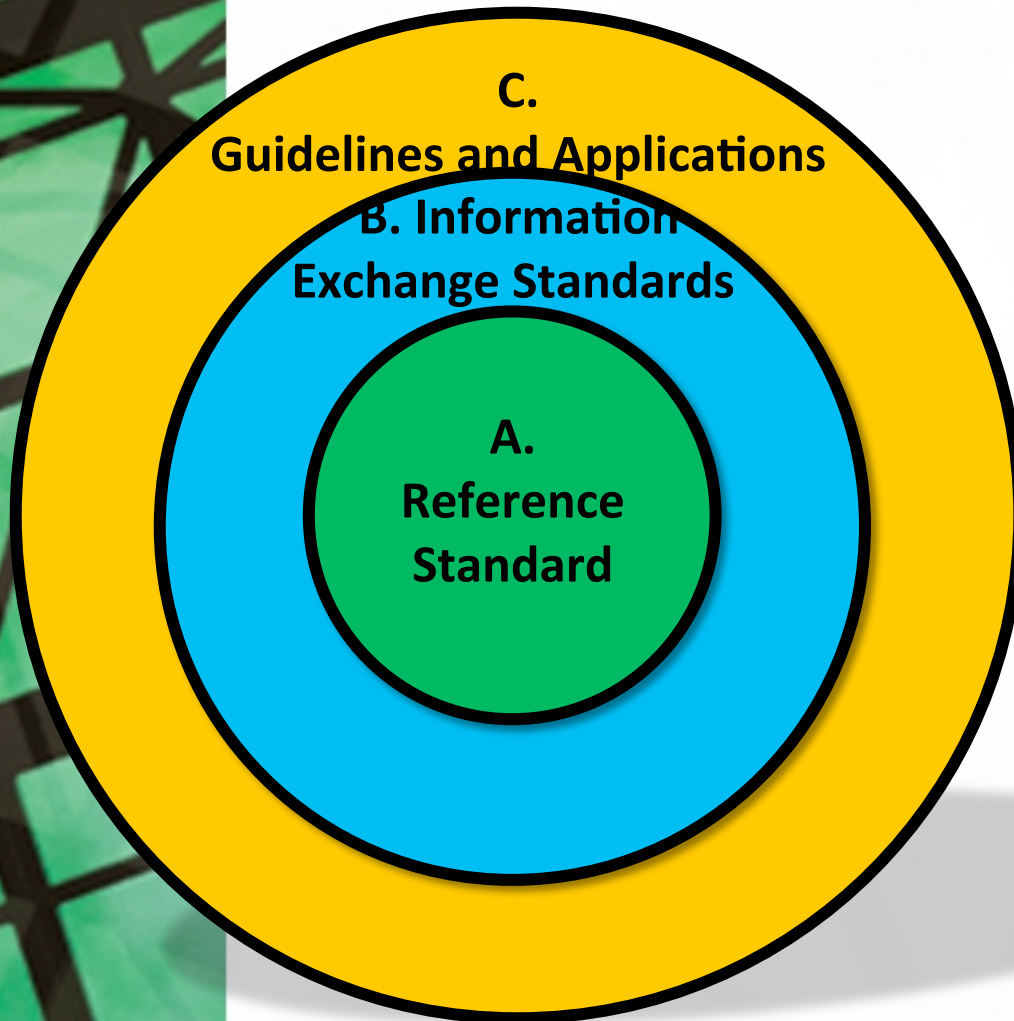 C.
Guidelines and Applications
B. Information
Exchange Standards
A.
Reference
Standard